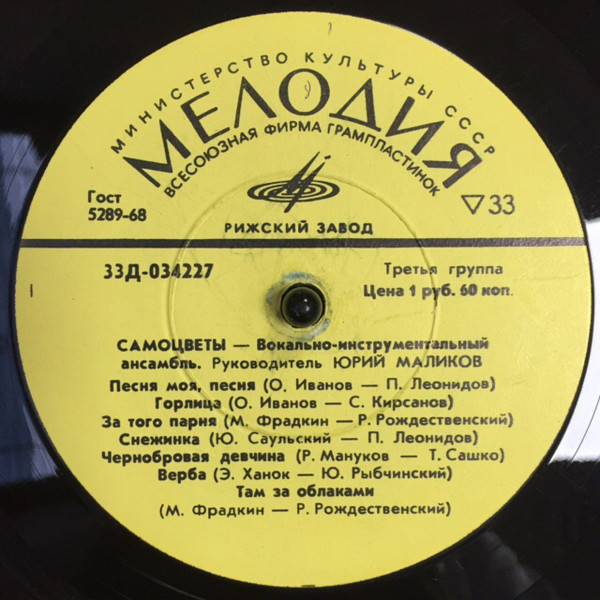 МИНИСТЕРСТВО КУЛЬТУРЫ СССР
МЕЛОДИЯ
ВСЕСОЮЗНАЯ ФИРМА ГРАМПЛАСТИНОК
Гост
5289-68
▽33
РИЖСКИЙ ЗАВОД
33Д-034227
Третья группа
Цена 1 руб. 60 коп.
САМОЦВЕТЫ — Вокально-инструментальный
ансамбль. Руководитель ЮРИЙ МАЛИКОВ
Песня моя, песня (О. Иванов — П. Леонидов)
Горлица (О. Иванов — С. Кирсанов)
За того парня (М. Фрадкин — Р. Рождественский)
Снежинка (Ю. Саульский — П. Леонидов)
Чернобровая девчина (Р. Мануков — Т. Сашко)
Верба (Э. Ханок — Ю. Рыбчинский)
Там за облаками
(М. Фрадкин — Р. Рождественский)